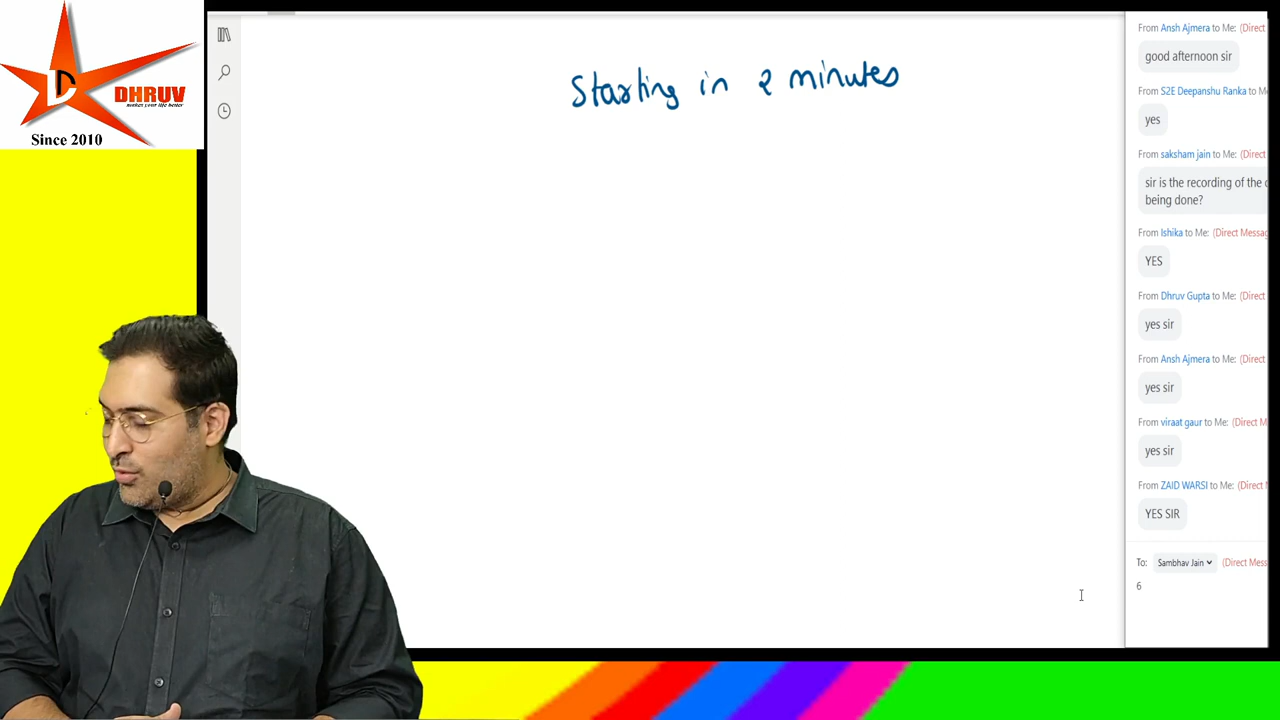 D
DHRUV
makes your life better
Since 2010
Starting in 2 minutes
From Ansh Ajmera to Me: (Direct
good afternoon sir
From S2E Deepanshu Ranka to Me
yes
From saksham jain to Me: (Direct
sir is the recording of the
being done?
From Ishika to Me: (Direct Messag
YES
From Dhruv Gupta to Me: (Direct
yes sir
From Ansh Ajmera to Me: (Direct
yes sir
From viraat gaur to Me: (Direct M
yes sir
From ZAID WARSI to Me: (Direct
YES SIR
To: Sambhav Jain (Direct Mess
6